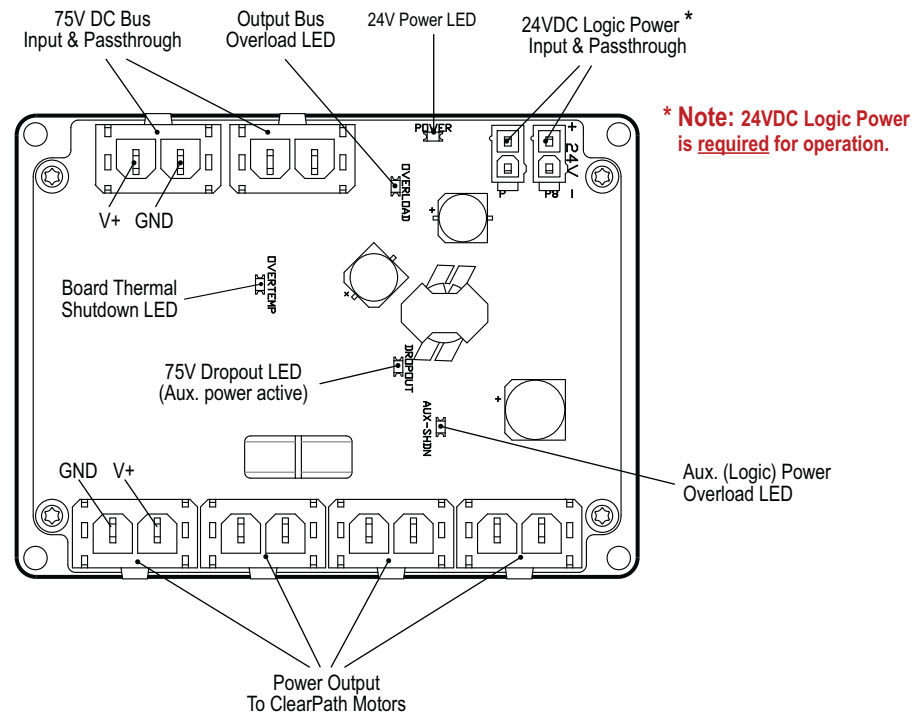 75V DC Bus
Input & Passthrough
Output Bus
Overload LED
24V Power LED
24VDC Logic Power *
Input & Passthrough
* Note: 24VDC Logic Power
is required for operation.
POWER
+
24V
-
P
P8
OVERLOAD
+
V+ GND
OVERTEMP
Board Thermal
Shutdown LED
+
75V Dropout LED
(Aux. power active)
DROPOUT
+
AUX-SHDN
GND V+
Aux. (Logic) Power
Overload LED
Power Output
To ClearPath Motors